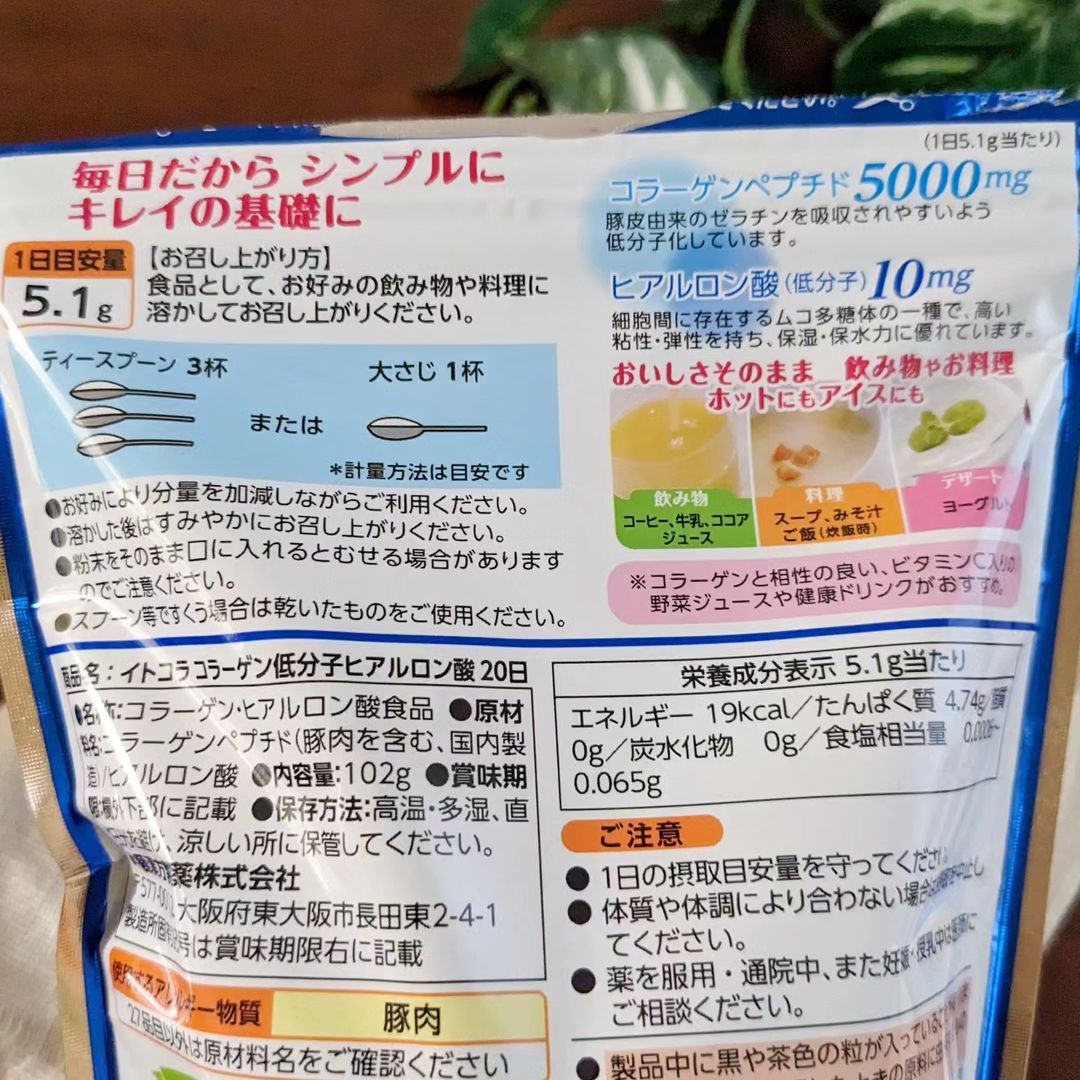 毎日だから シンプルに
キレイの基礎に
1日目安量
5.1g
【お召し上がり方】
食品として、お好みの飲み物や料理に
溶かしてお召し上がりください。
ティースプーン 3杯
または
大さじ 1杯
*計量方法は目安です
●お好みにより分量を加減しながらご利用ください。
●溶かした後はすみやかにお召し上がりください。
●粉末をそのまま口に入れるとむせる場合があります
のでご注意ください。
●スプーン等ですくう場合は乾いたものをご使用ください。
(1日5.1g当たり)
コラーゲンペプチド 5000mg
豚皮由来のゼラチンを吸収されやすいよう
低分子化しています。
ヒアルロン酸(低分子) 10mg
細胞間に存在するムコ多糖体の一種で、高い
粘性・弾性を持ち、保湿・保水力に優れています。
おいしさそのまま 飲み物やお料理
ホットにもアイスにも
飲み物
コーヒー、牛乳、ココア
ジュース
料理
スープ、みそ汁
ご飯(炊飯時)
デザート
ヨーグルト
※コラーゲンと相性の良い、ビタミンC入りの
野菜ジュースや健康ドリンクがおすすめ。
商品名:イトコラ コラーゲン低分子ヒアルロン酸 20日
●名称:コラーゲン・ヒアルロン酸食品 ●原材
料名:コラーゲンペプチド(豚肉を含む、国内製
造)/ヒアルロン酸 ●内容量:102g ●賞味期
限:欄外下部に記載 ●保存方法:高温・多湿、直
涼しい所に保管してください。
薬株式会社
大阪府東大阪市長田東2-4-1
製造所固有記号は賞味期限右に記載
使用するアレルギー物質
豚肉
27品目以外は原材料名をご確認ください
栄養成分表示 5.1g当たり
エネルギー 19kcal/たんぱく質 4.74g/脂質
0g/炭水化物 0g/食塩相当量 0.0006~
0.065g
ご注意
●1日の摂取目安量を守ってください。
●体質や体調により合わない場合は摂取を中止し
てください。
●薬を服用・通院中、また妊娠・授乳中は医師に
ご相談ください。
●製品中に黒や茶色の粒が入っている
ときの原料に